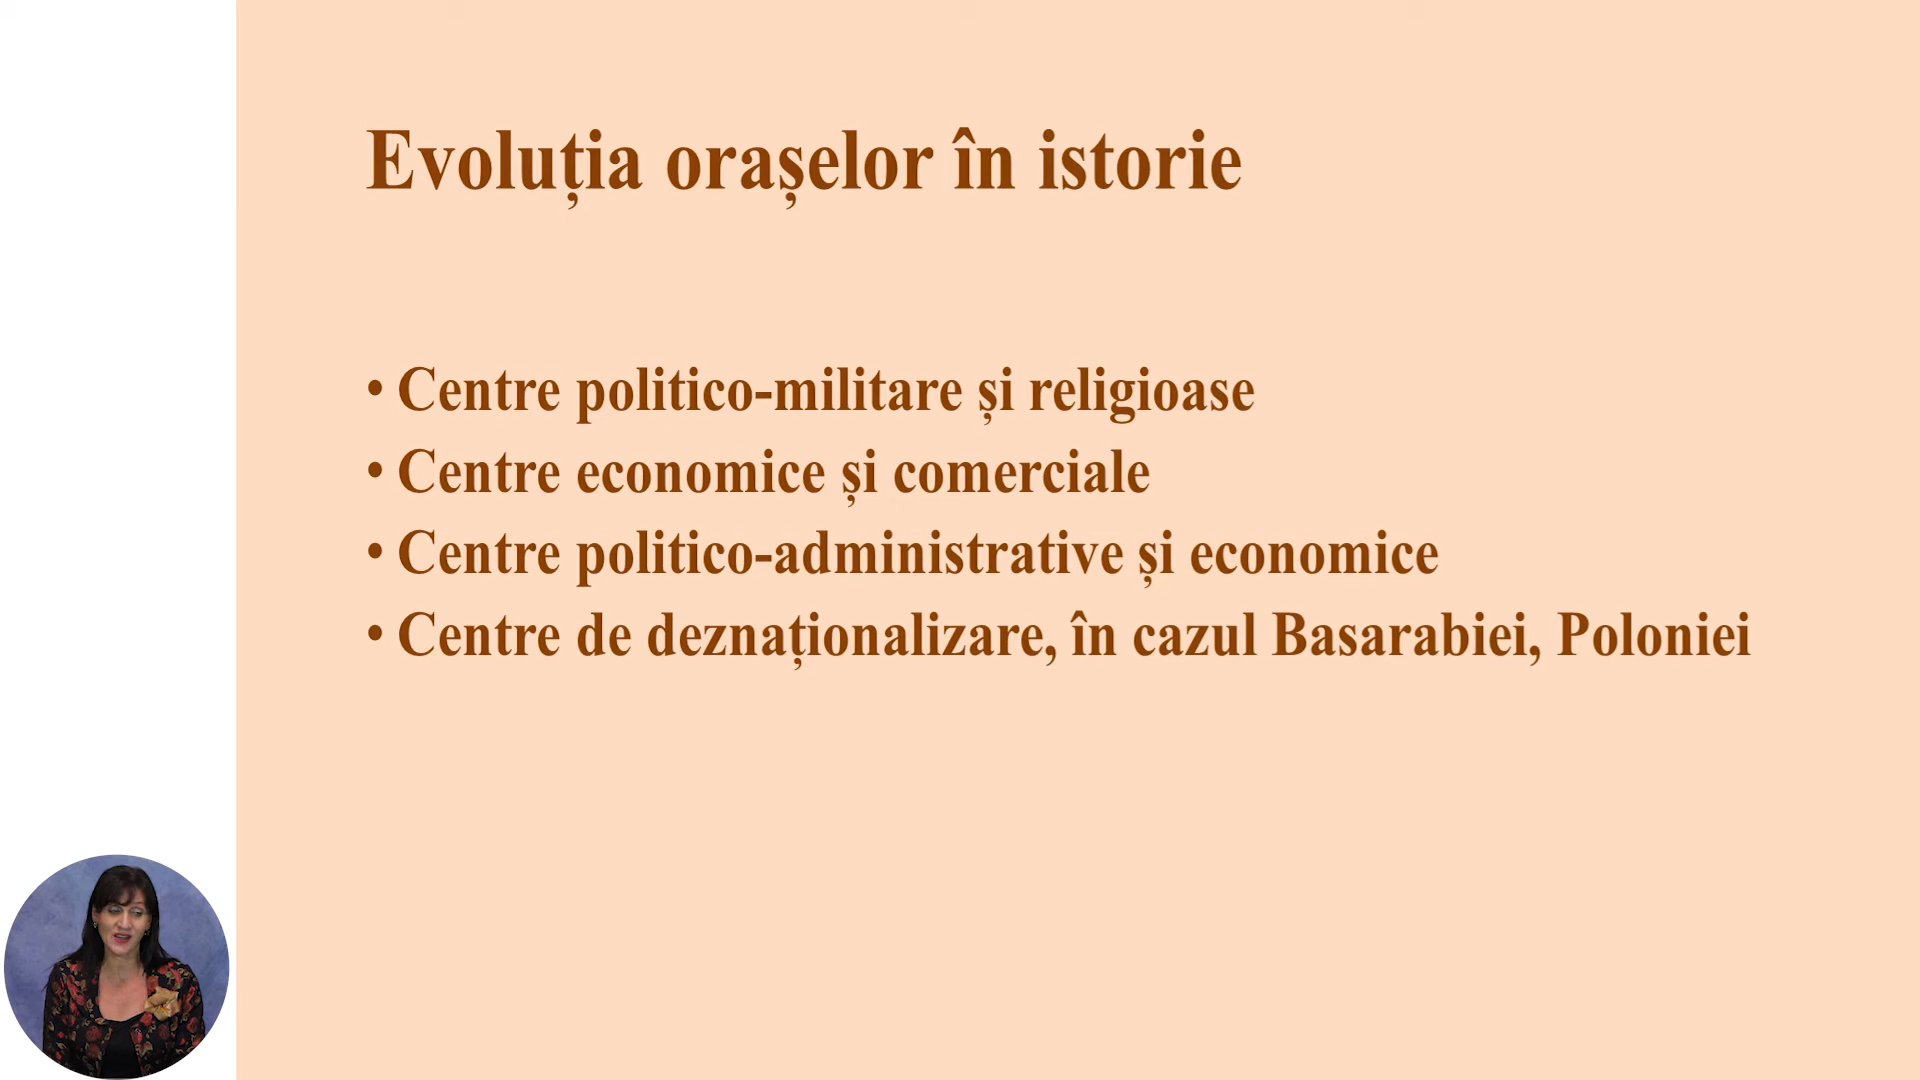 Evoluția orașelor în istorie
• Centre politico-militare și religioase
• Centre economice și comerciale
• Centre politico-administrative și economice
• Centre de deznaționalizare, în cazul Basarabiei, Poloniei